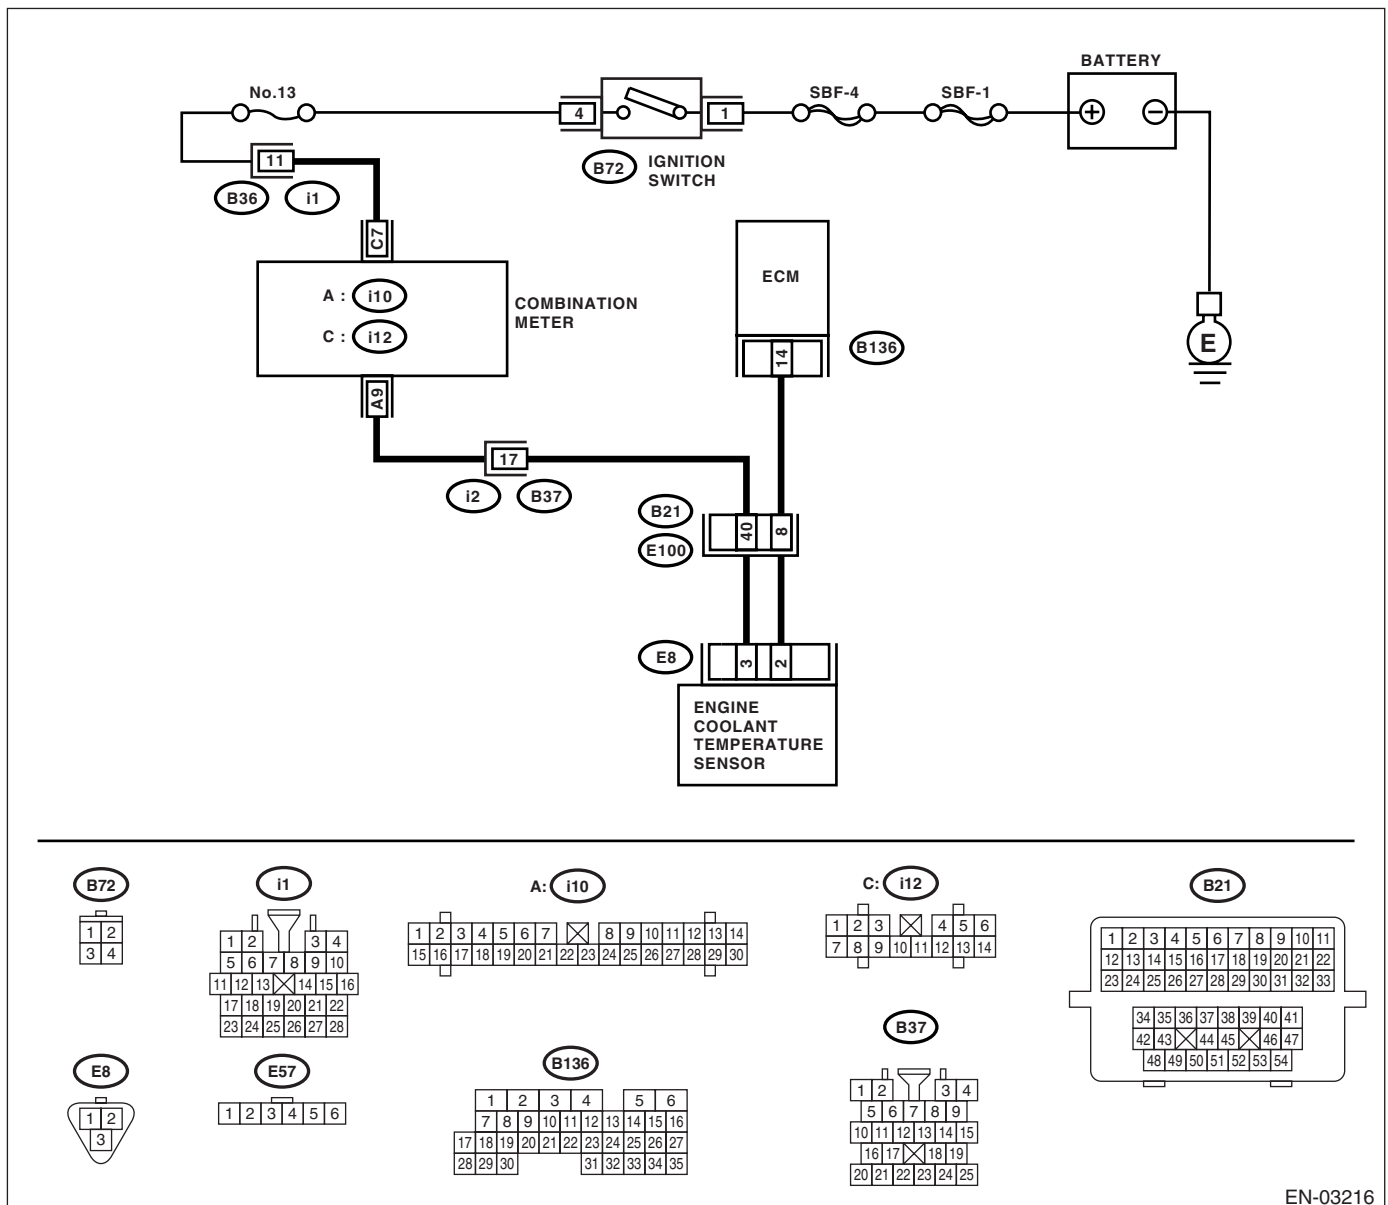 BATTERY
No.13
SBF-4
SBF-1
4
1
+
−
B72
IGNITION
SWITCH
11
B36
i1
C7
A :
i10
C :
i12
COMBINATION
METER
ECM
14
B136
E
A9
17
i2
B37
B21
E100
40
8
E8
3
2
ENGINE
COOLANT
TEMPERATURE
SENSOR
B72
1 2
3 4
i1
1 2 3 4
5 6 7 8 9 10
11 12 13 14 15 16
17 18 19 20 21 22
23 24 25 26 27 28
A: i10
1 2 3 4 5 6 7 8 9 10 11 12 13 14
15 16 17 18 19 20 21 22 23 24 25 26 27 28 29 30
C: i12
1 2 3 4 5 6
7 8 9 10 11 12 13 14
B21
1 2 3 4 5 6 7 8 9 10 11
12 13 14 15 16 17 18 19 20 21 22
23 24 25 26 27 28 29 30 31 32 33
34 35 36 37 38 39 40 41
42 43 44 45 46 47
48 49 50 51 52 53 54
E8
1 2
3
E57
1 2 3 4 5 6
B136
1 2 3 4 5 6
7 8 9 10 11 12 13 14 15 16
17 18 19 20 21 22 23 24 25 26 27
28 29 30 31 32 33 34 35
B37
1 2 3 4
5 6 7 8 9
10 11 12 13 14 15
16 17 18 19
20 21 22 23 24 25
EN-03216